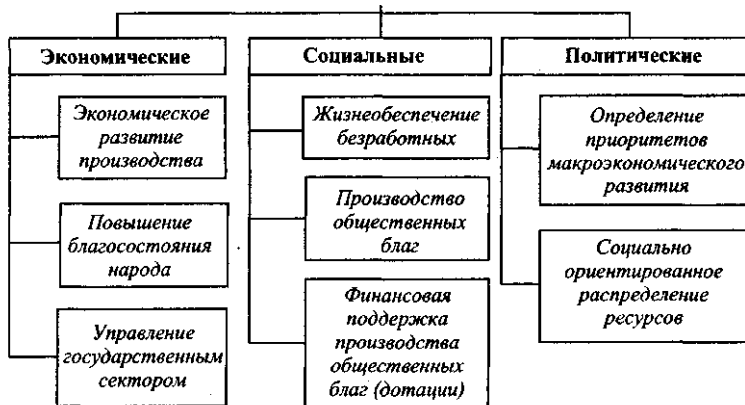 Экономические
Экономическое
развитие
производства
Повышение
благосостояния
народа
Управление
государственным
сектором
Социальные
Жизнеобеспечение
безработных
Производство
общественных
благ
Финансовая
поддержка
производства
общественных
благ (дотации)
Политические
Определение
приоритетов
макроэкономического
развития
Социально
ориентированное
распределение
ресурсов